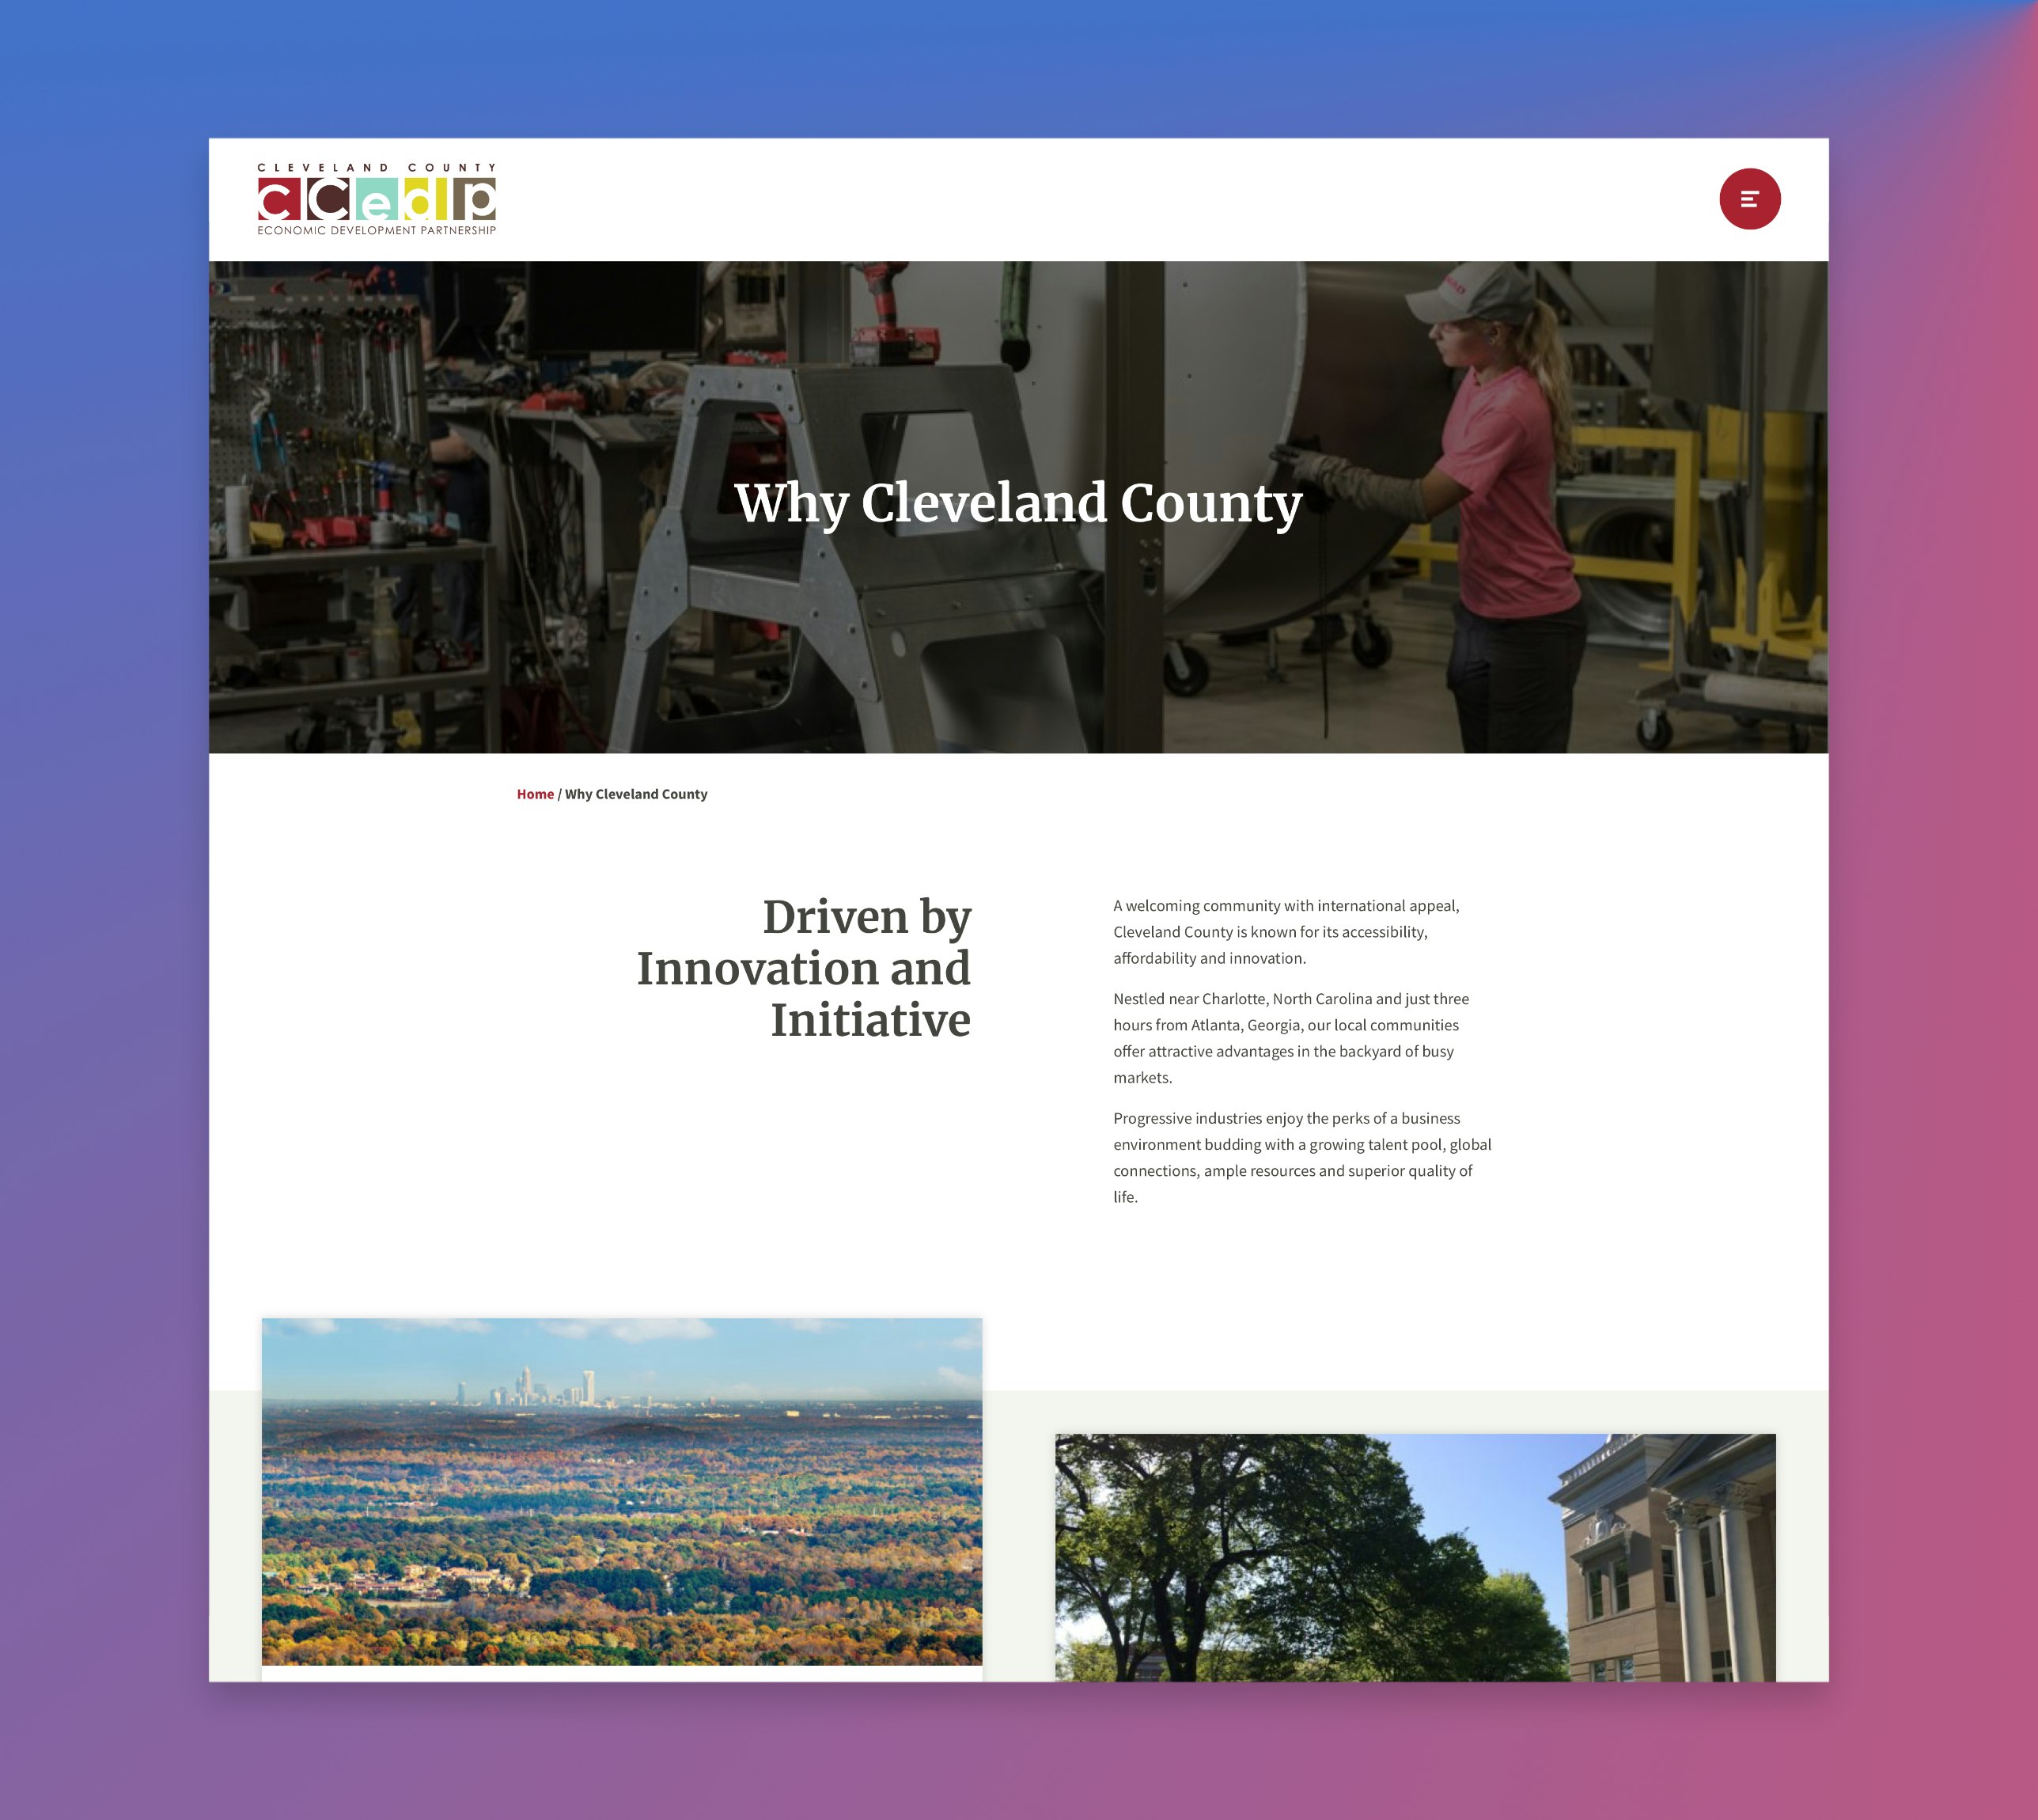 CLEVELAND COUNTY
cCedp
ECONOMIC DEVELOPMENT PARTNERSHIP
Why Cleveland County
Home / Why Cleveland County
Driven by
Innovation and
Initiative
A welcoming community with international appeal,
Cleveland County is known for its accessibility,
affordability and innovation.
Nestled near Charlotte, North Carolina and just three
hours from Atlanta, Georgia, our local communities
offer attractive advantages in the backyard of busy
markets.
Progressive industries enjoy the perks of a business
environment budding with a growing talent pool, global
connections, ample resources and superior quality of
life.